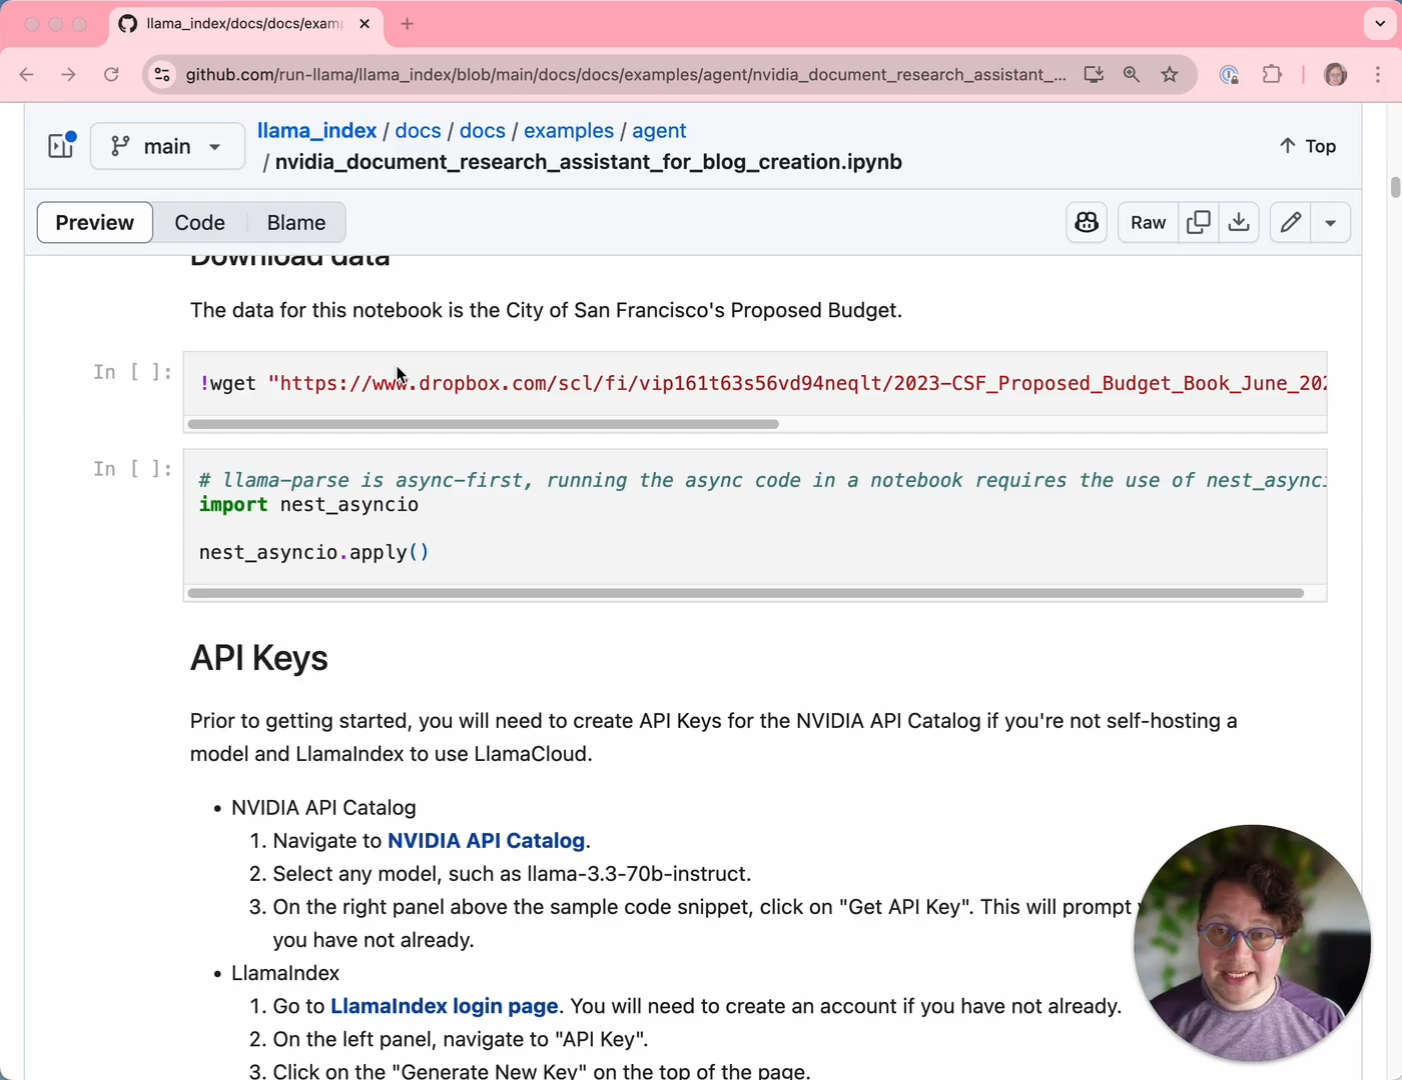 llama_index/docs/docs/exam
github.com/run-llama/llama_index/blob/main/docs/docs/examples/agent/nvidia_document_research_assistant_...
main
llama_index / docs / docs / examples / agent
/ nvidia_document_research_assistant_for_blog_creation.ipynb
Top
Preview Code Blame
Raw
Download data
The data for this notebook is the City of San Francisco's Proposed Budget.
In [ ]:
!wget "https://www.dropbox.com/scl/fi/vip161t63s56vd94neqlt/2023-CSF_Proposed_Budget_Book_June_202
In [ ]:
# llama-parse is async-first, running the async code in a notebook requires the use of nest_asynci
import nest_asyncio
nest_asyncio.apply()
API Keys
Prior to getting started, you will need to create API Keys for the NVIDIA API Catalog if you're not self-hosting a
model and LlamaIndex to use LlamaCloud.
• NVIDIA API Catalog
1. Navigate to NVIDIA API Catalog.
2. Select any model, such as llama-3.3-70b-instruct.
3. On the right panel above the sample code snippet, click on "Get API Key". This will prompt
you have not already.
• LlamaIndex
1. Go to LlamaIndex login page. You will need to create an account if you have not already.
2. On the left panel, navigate to "API Key".
3. Click on the "Generate New Key" on the top of the page.